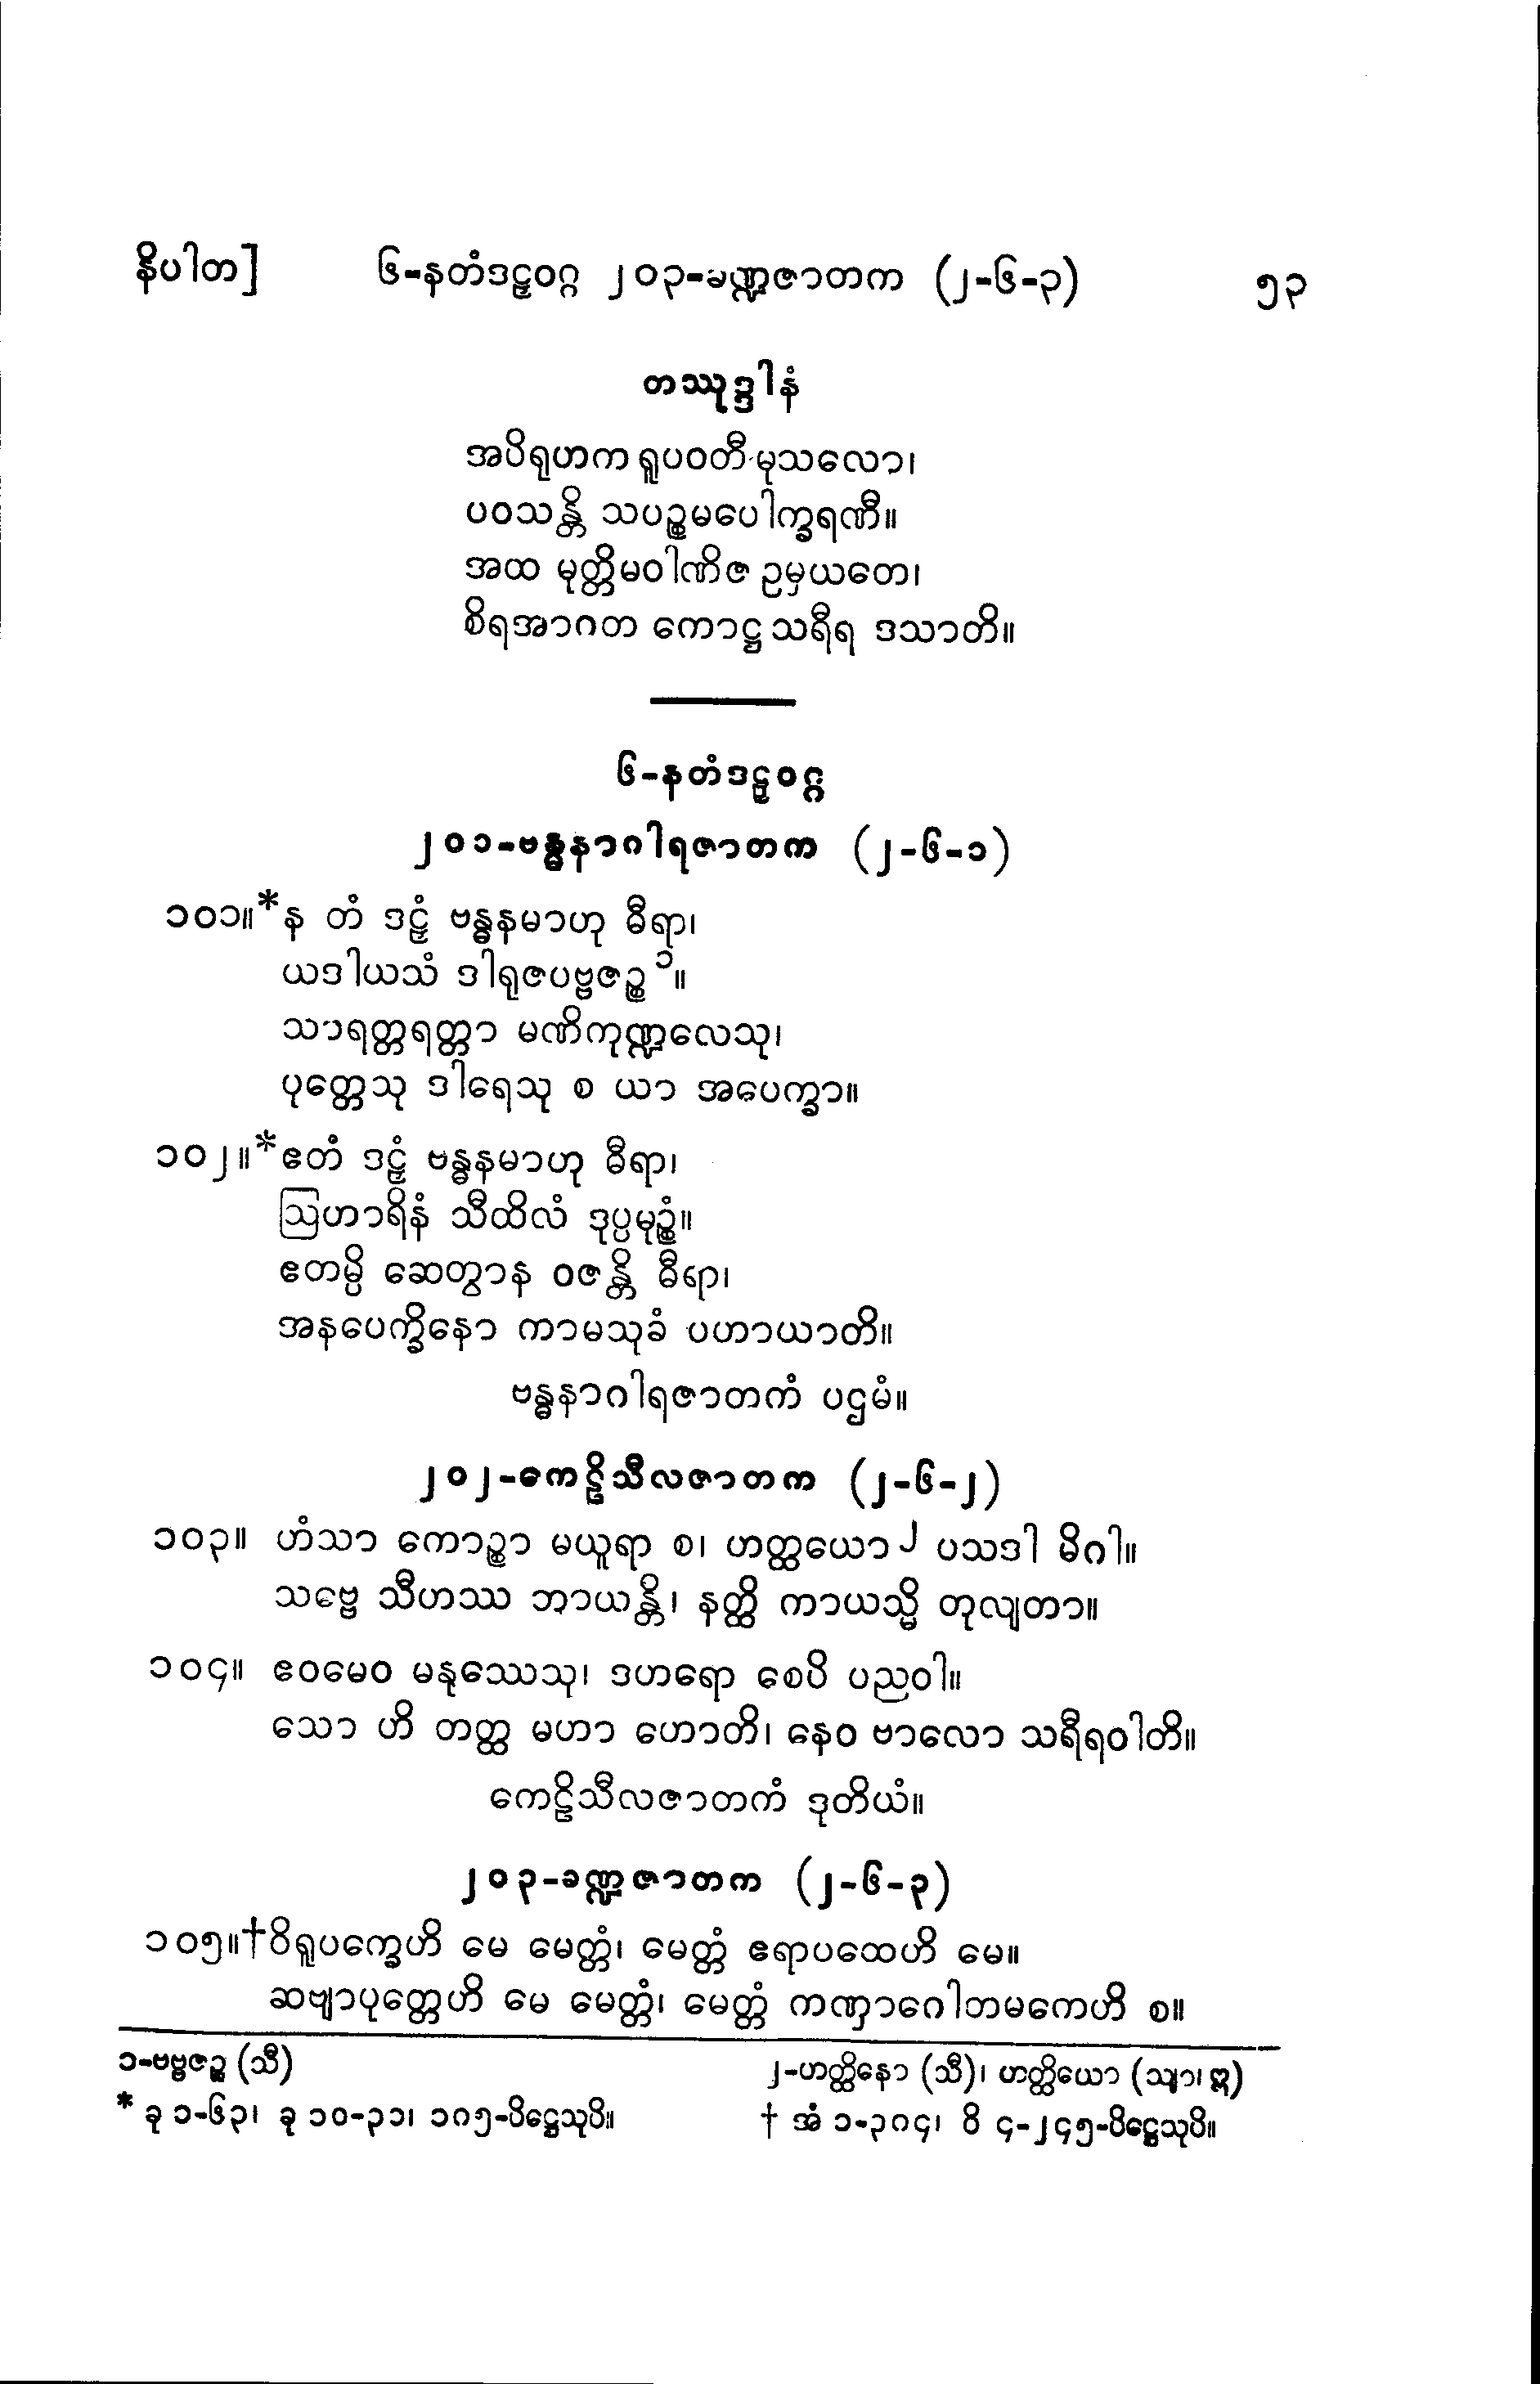 နိပါတ] ၆-နတံဒဠှဝဂ္ဂ ၂၀၃-ခဏ္ဍဇာတက (၂-၆-၃) ၅၃
တဿုဒ္ဒါနံ
အပိရုဟက ရူပဝတီ မုသလော၊
ပဝသန္တိ သပဉ္စမပေါက္ခရဏီ။
အထ မုတ္တိမဝါဏိဇ ဥမှယတေ၊
စိရအာဂတ ကောဋ္ဌ သရီရ ဒသာတိ။
၆-နတံဒဠှဝဂ္ဂ
၂၀၁-ဗန္ဓနာဂါရဇာတက (၂-၆-၁)
၁၀၁။*န တံ ဒဠှံ ဗန္ဓနမာဟု ဓီရာ၊
ယဒါယသံ ဒါရုဇပဗ္ဗဇဉ္စ ၁။
သာရတ္တရတ္တာ မဏိကုဏ္ဍလေသု၊
ပုတ္တေသု ဒါရေသု စ ယာ အပေက္ခာ။
၁၀၂။*ဧတံ ဒဠှံ ဗန္ဓနမာဟု ဓီရာ၊
ဩဟာရိနံ သီထိလံ ဒုပ္ပမုဉ္စံ။
ဧတမ္ပိ ဆေတွာန ဝဇန္တိ ဓီရာ၊
အနပေက္ခိနော ကာမသုခံ ပဟာယာတိ။
ဗန္ဓနာဂါရဇာတကံ ပဌမံ။
၂၀၂-ကေဠိသီလဇာတက (၂-၆-၂)
၁၀၃။ ဟံသာ ကောဉ္စာ မယူရာ စ၊ ဟတ္ထယော ၂ ပသဒါ မိဂါ။
သဗ္ဗေ သီဟဿ ဘာယန္တိ၊ နတ္ထိ ကာယသ္မိ တုလျတာ။
၁၀၄။ ဧဝမေဝ မနုဿေသု၊ ဒဟရော စေပိ ပညဝါ။
သော ဟိ တတ္ထ မဟာ ဟောတိ၊ နေဝ ဗာလော သရီရဝါတိ။
ကေဠိသီလဇာတကံ ဒုတိယံ။
၂၀၃-ခဏ္ဍဇာတက (၂-၆-၃)
၁၀၅။†ဝိရူပက္ခေဟိ မေ မေတ္တံ၊ မေတ္တံ ဧရာပထေဟိ မေ။
ဆဗျာပုတ္တေဟိ မေ မေတ္တံ၊ မေတ္တံ ကဏှာဂေါတမကေဟိ စ။
၁-ဗဗ္ဗဇဉ္စ (သီ) ၂-ဟတ္ထိနော (သီ)၊ ဟတ္ထိယော (သျာ၊ ဣ)
* ခု ၁-၆၃၊ ခု ၁၀-၃၁၊ ၁၈၅-ပိဋ္ဌေသုပိ။ † အံ ၁-၃၈၄၊ ဝိ ၄-၂၄၅-ပိဋ္ဌေသုပိ။